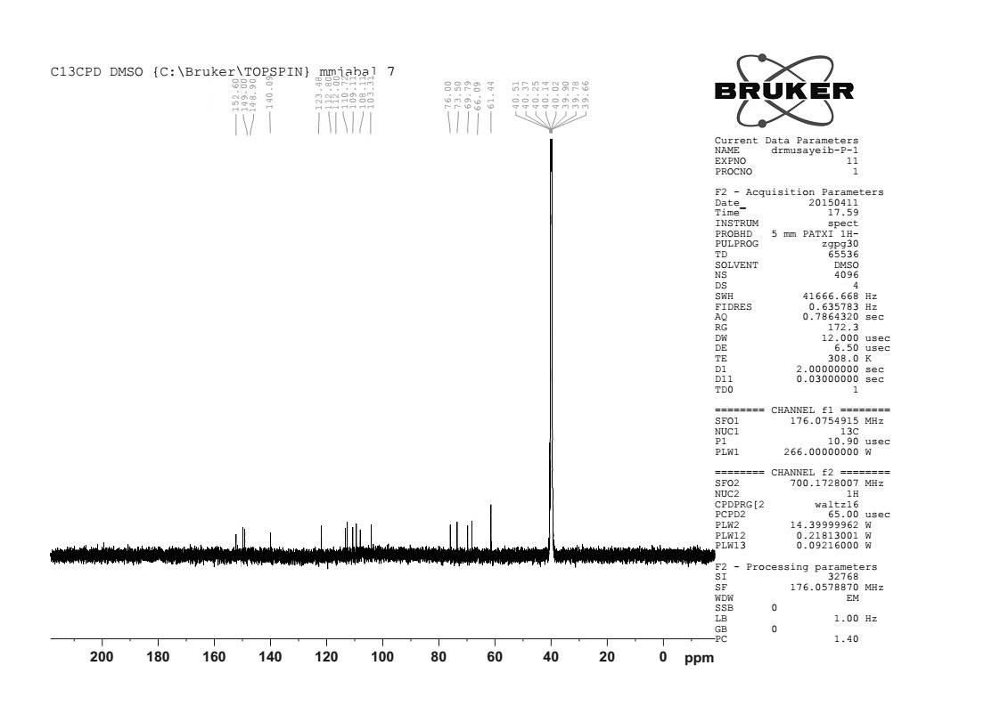 C13CPD DMSO {C:\Bruker\TOPSPIN} mmjabal 7
152.60
149.00
148.90
140.09
123.48
112.80
112.00
110.72
109.11
108.11
103.31
76.00
73.50
69.79
66.09
61.44
40.51
40.37
40.25
40.14
40.02
39.90
39.78
39.66
BRUKER
Current Data Parameters
NAME drmusayeib-P-1
EXPNO 11
PROCNO 1
F2 - Acquisition Parameters
Date_ 20150411
Time 17.59
INSTRUM spect
PROBHD 5 mm PATXI 1H-
PULPROG zgpg30
TD 65536
SOLVENT DMSO
NS 4096
DS 4
SWH 41666.668 Hz
FIDRES 0.635783 Hz
AQ 0.7864320 sec
RG 172.3
DW 12.000 usec
DE 6.50 usec
TE 308.0 K
D1 2.00000000 sec
D11 0.03000000 sec
TD0 1
======== CHANNEL f1 ========
SFO1 176.0754915 MHz
NUC1 13C
P1 10.90 usec
PLW1 266.00000000 W
======== CHANNEL f2 ========
SFO2 700.1728007 MHz
NUC2 1H
CPDPRG[2 waltz16
PCPD2 65.00 usec
PLW2 14.39999962 W
PLW12 0.21813001 W
PLW13 0.09216000 W
F2 - Processing parameters
SI 32768
SF 176.0578870 MHz
WDW EM
SSB 0
LB 1.00 Hz
GB 0
PC 1.40
200 180 160 140 120 100 80 60 40 20 0 ppm